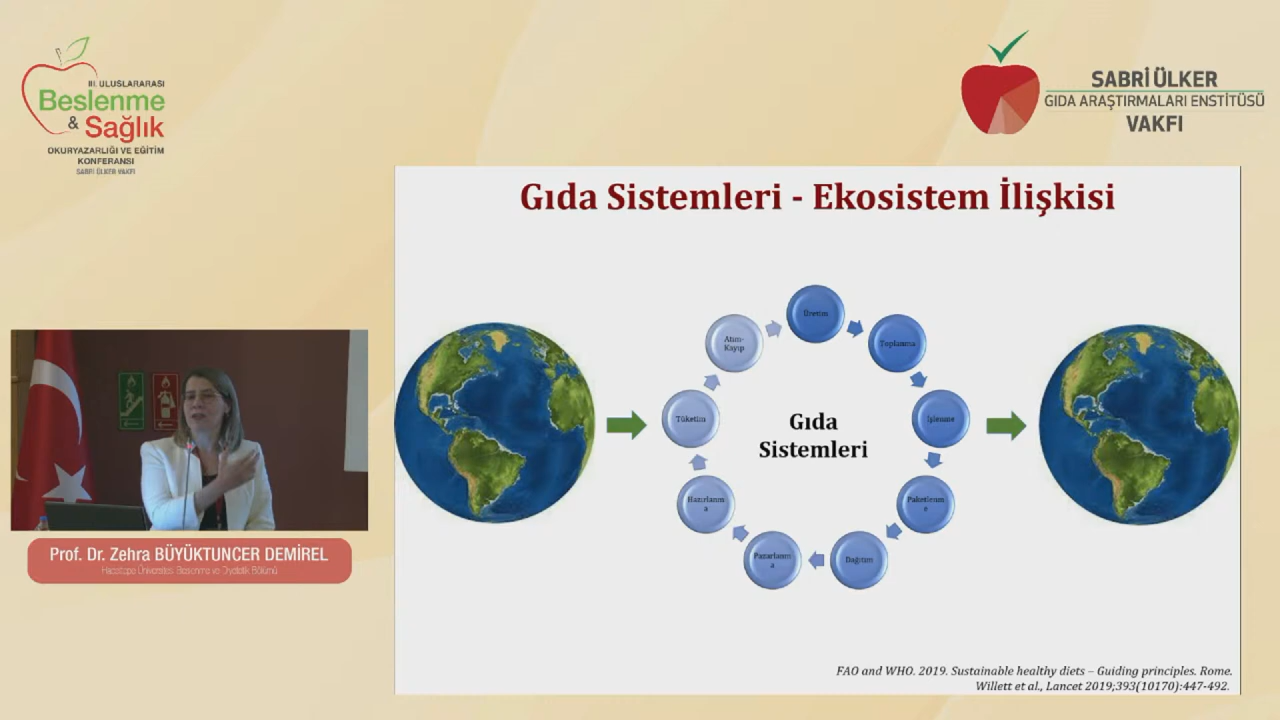 III. ULUSLARARASI
Beslenme
& Sağlık
OKURYAZARLIĞI VE EĞİTİM
KONFERANSI
SABRİ ÜLKER VAKFI
SABRİ ÜLKER
GIDA ARAŞTIRMALARI ENSTİTÜSÜ
VAKFI
Gıda Sistemleri - Ekosistem İlişkisi
Üretim
Toplanma
İşlenme
Paketlenm
e
Dağıtım
Pazarlanm
a
Hazırlanm
a
Tüketim
Atım-
Kayıp
Gıda
Sistemleri
Prof. Dr. Zehra BÜYÜKTUNCER DEMİREL
Hacettepe Üniversitesi Beslenme ve Diyetetik Bölümü
FAO and WHO. 2019. Sustainable healthy diets – Guiding principles. Rome.
Willett et al., Lancet 2019;393(10170):447-492.